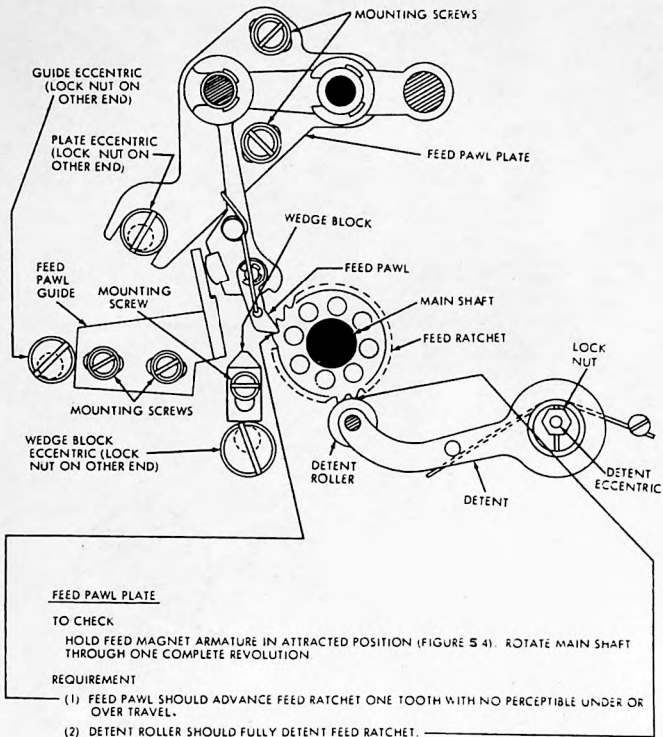 MOUNTING SCREWS
GUIDE ECCENTRIC
(LOCK NUT ON
OTHER END)
PLATE ECCENTRIC
(LOCK NUT ON
OTHER END)
FEED PAWL PLATE
WEDGE BLOCK
FEED
PAWL
GUIDE
MOUNTING
SCREW
FEED PAWL
MAIN SHAFT
FEED RATCHET
LOCK
NUT
MOUNTING SCREWS
WEDGE BLOCK
ECCENTRIC (LOCK
NUT ON OTHER END)
DETENT
ROLLER
DETENT
DETENT
ECCENTRIC
FEED PAWL PLATE
TO CHECK
HOLD FEED MAGNET ARMATURE IN ATTRACTED POSITION (FIGURE 5 4). ROTATE MAIN SHAFT
THROUGH ONE COMPLETE REVOLUTION
REQUIREMENT
(1) FEED PAWL SHOULD ADVANCE FEED RATCHET ONE TOOTH WITH NO PERCEPTIBLE UNDER OR
OVER TRAVEL.
(2) DETENT ROLLER SHOULD FULLY DETENT FEED RATCHET.